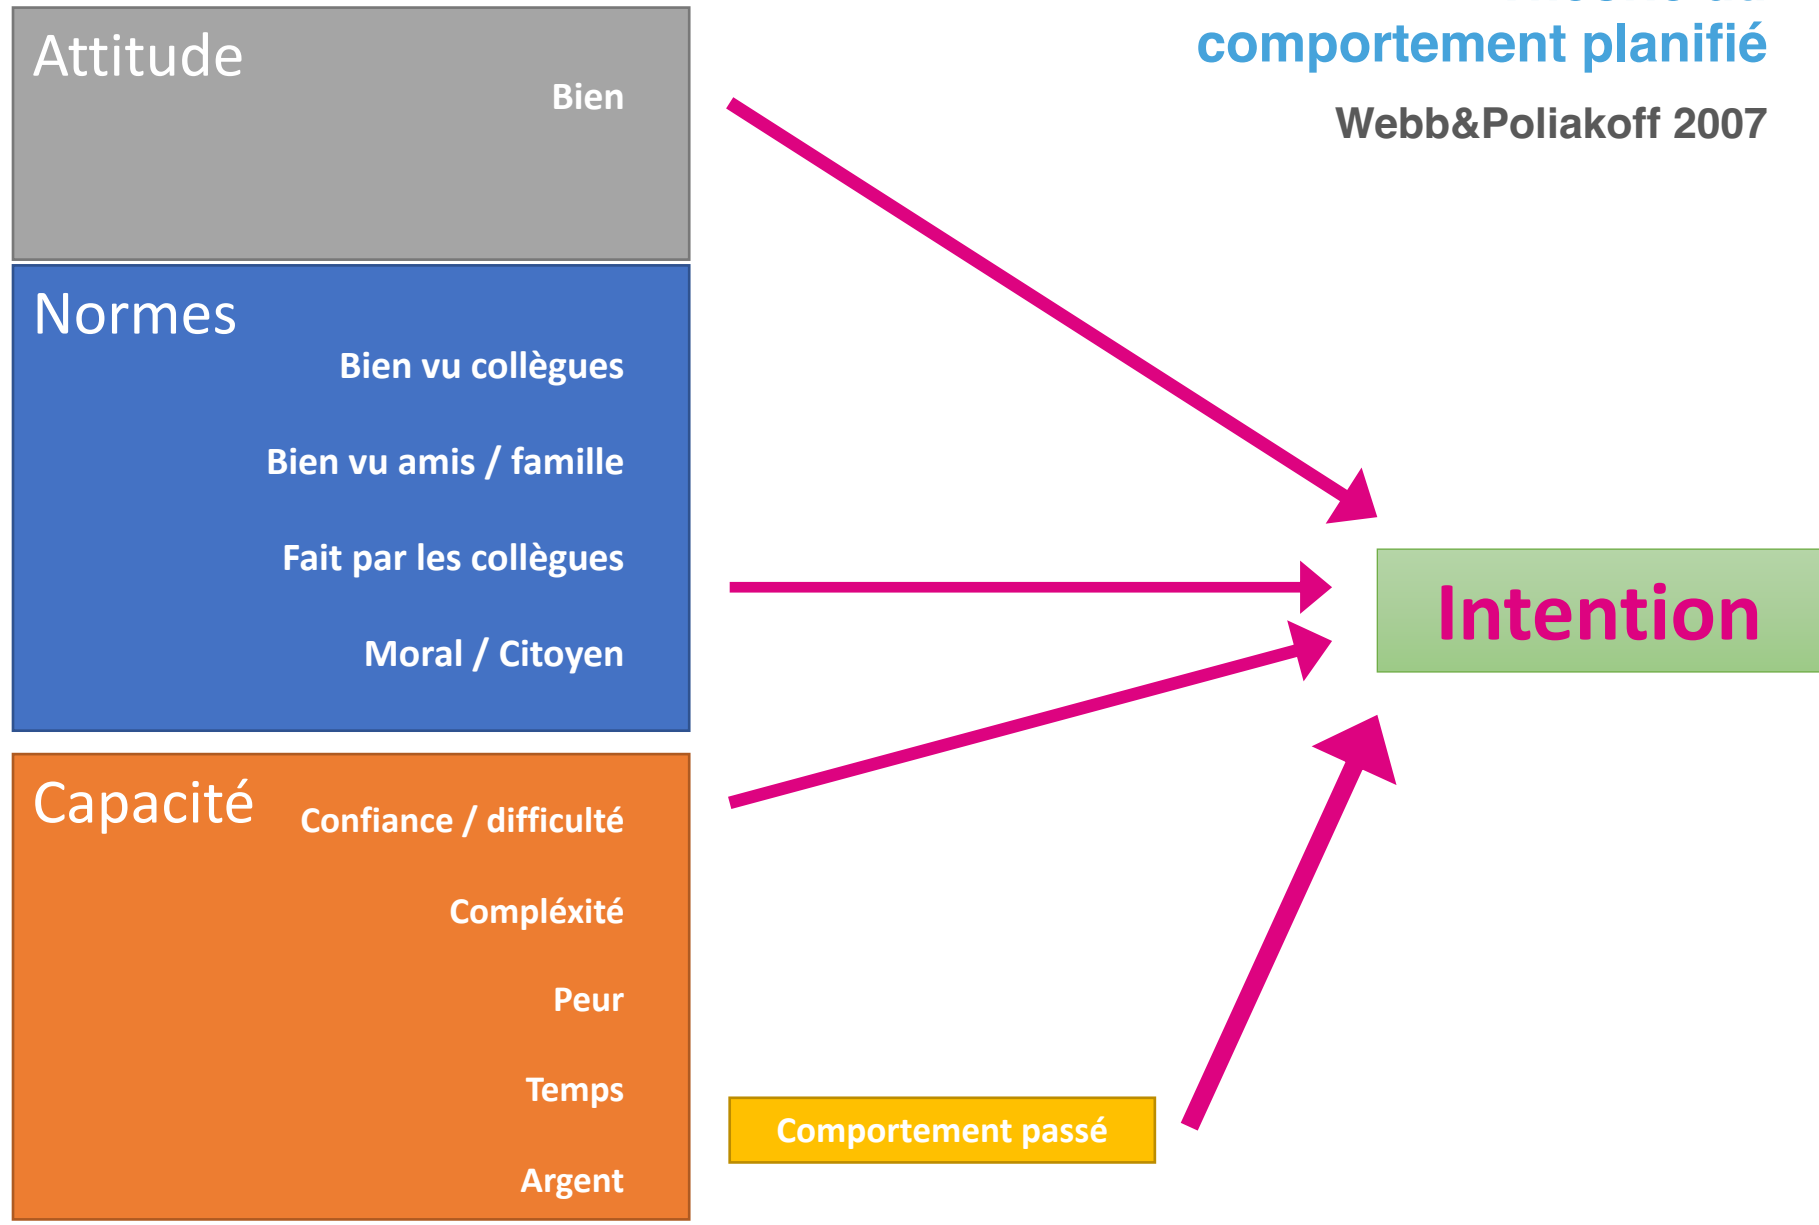 comportement planifié
Webb&Poliakoff 2007
Attitude
Bien
Normes
Bien vu collègues
Bien vu amis / famille
Fait par les collègues
Moral / Citoyen
Capacité
Confiance / difficulté
Compléxité
Peur
Temps
Argent
Comportement passé
Intention